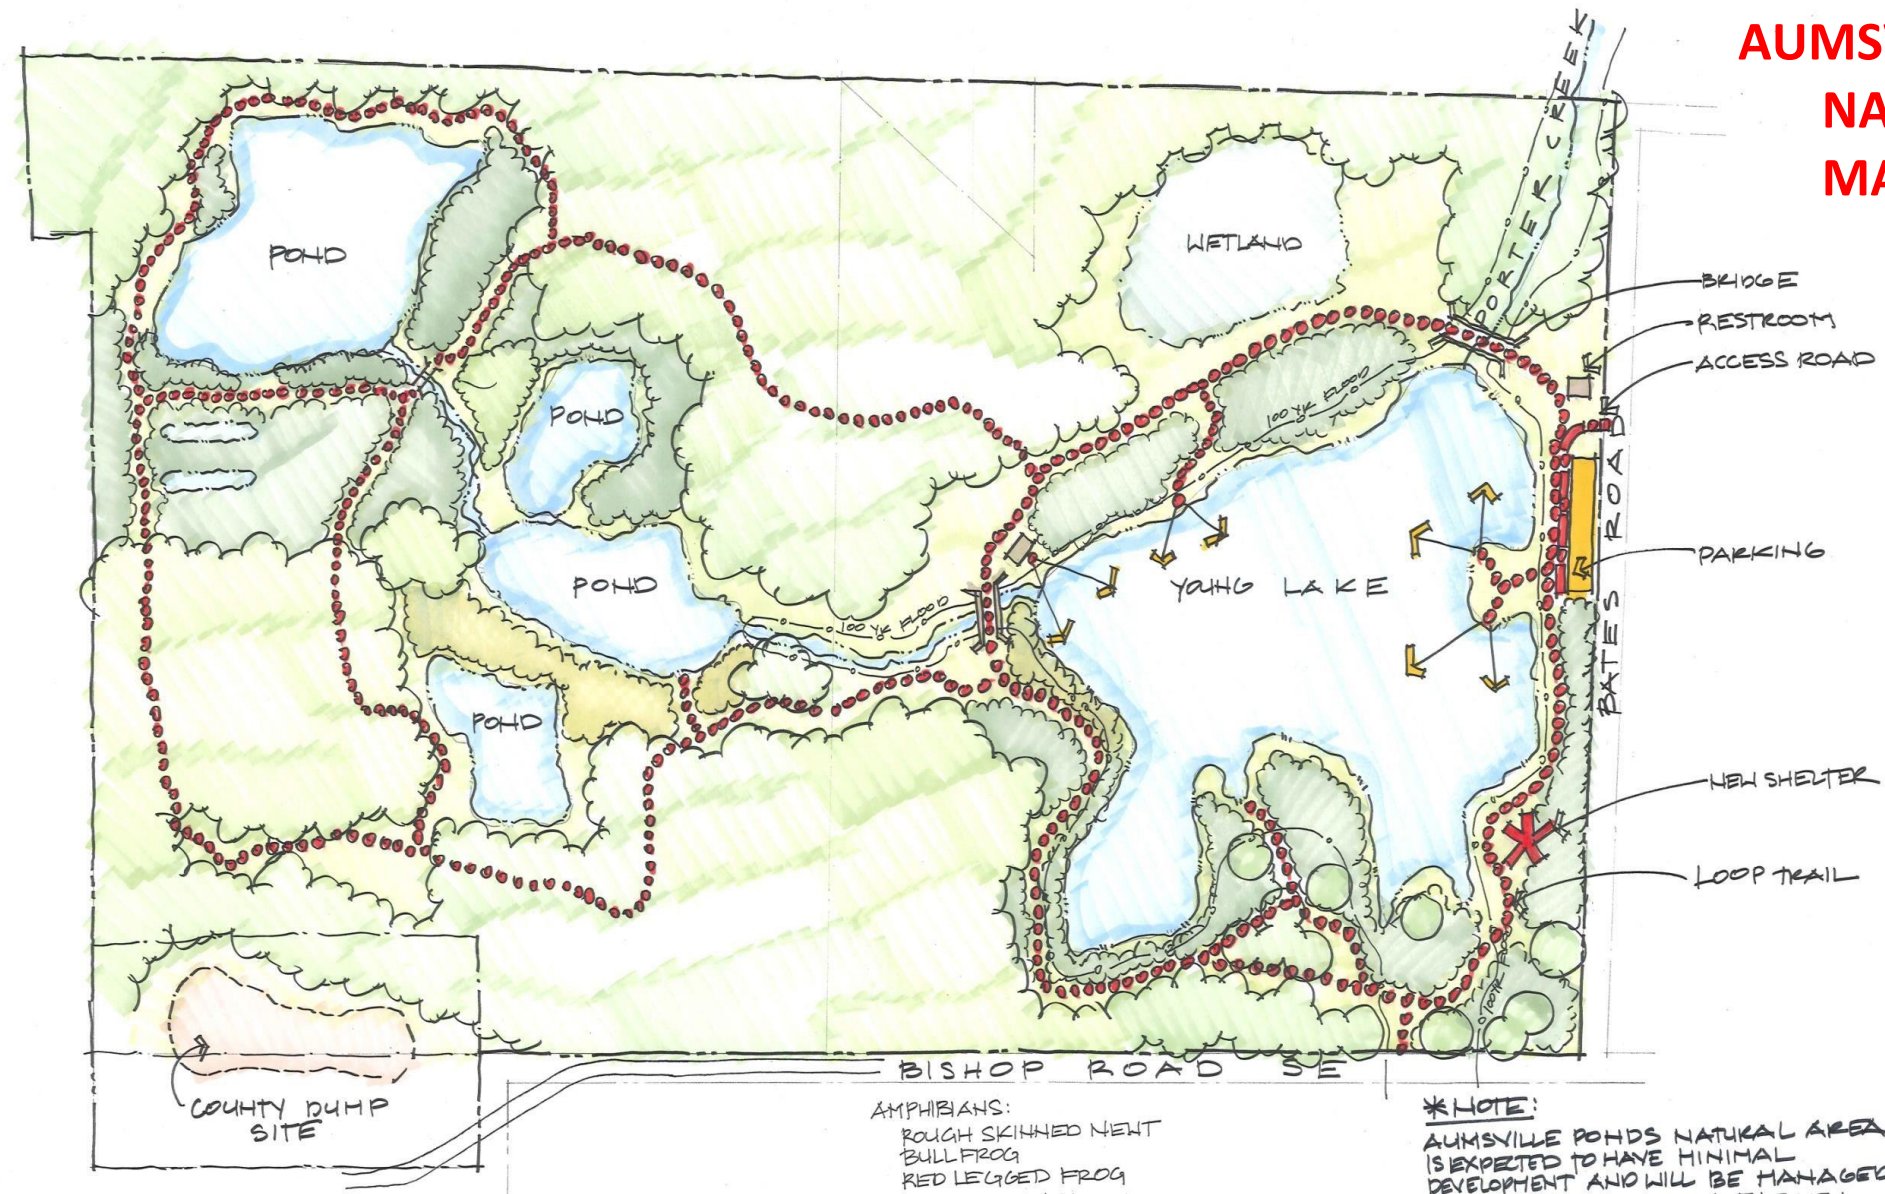 AUMS
NA
MA
PORTER CREEK
POND
WETLAND
BRIDGE
RESTROOM
ACCESS ROAD
100 YR FLOOD
POND
POND
YOUNG LAKE
PARKING
BATES ROAD
100 YR FLOOD
POND
NEW SHELTER
LOOP TRAIL
100 YR FLOOD
BISHOP ROAD SE
COUNTY DUMP
SITE
AMPHIBIANS:
ROUGH SKINNED NEWT
BULLFROG
RED LEGGED FROG
*NOTE:
AUMSVILLE PONDS NATURAL AREA
IS EXPECTED TO HAVE MINIMAL
DEVELOPMENT AND WILL BE MANAGED